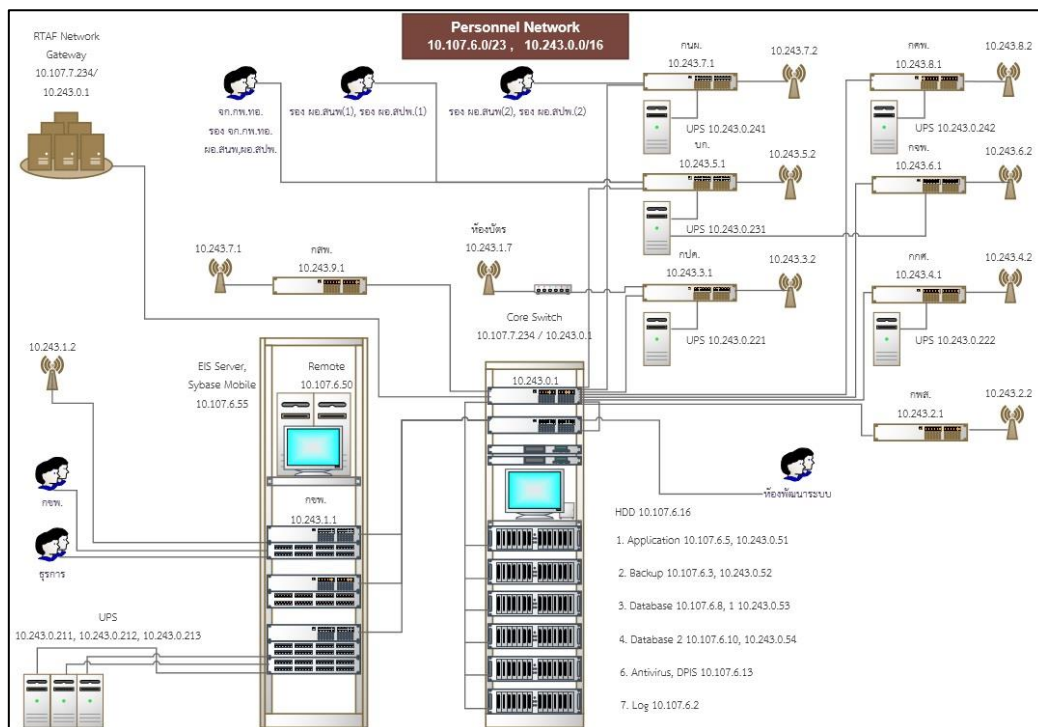 Personnel Network
10.107.6.0/23 , 10.243.0.0/16
RTAF Network
Gateway
10.107.7.234/
10.243.0.1
จก.กพ.ทอ.
รอง จก.กพ.ทอ.
ผอ.สนพ,ผอ.สปพ.
รอง ผอ.สนพ(1), รอง ผอ.สปพ.(1)
รอง ผอ.สนพ(2), รอง ผอ.สปพ.(2)
กนผ.
10.243.7.1
10.243.7.2
UPS 10.243.0.241
กศพ.
10.243.8.1
10.243.8.2
UPS 10.243.0.242
บก.
10.243.5.1
10.243.5.2
UPS 10.243.0.231
กจพ.
10.243.6.1
10.243.6.2
10.243.7.1
กสพ.
10.243.9.1
ห้องบัตร
10.243.1.7
กปด.
10.243.3.1
10.243.3.2
UPS 10.243.0.221
กกศ.
10.243.4.1
10.243.4.2
UPS 10.243.0.222
Core Switch
10.107.7.234 / 10.243.0.1
10.243.0.1
10.243.1.2
EIS Server,
Sybase Mobile
10.107.6.55
Remote
10.107.6.50
กพส.
10.243.2.1
10.243.2.2
กขพ.
ธุรการ
กขพ.
10.243.1.1
ห้องพัฒนาระบบ
HDD 10.107.6.16
1. Application 10.107.6.5, 10.243.0.51
2. Backup 10.107.6.3, 10.243.0.52
3. Database 10.107.6.8, 1 10.243.0.53
4. Database 2 10.107.6.10, 10.243.0.54
6. Antivirus, DPIS 10.107.6.13
7. Log 10.107.6.2
UPS
10.243.0.211, 10.243.0.212, 10.243.0.213